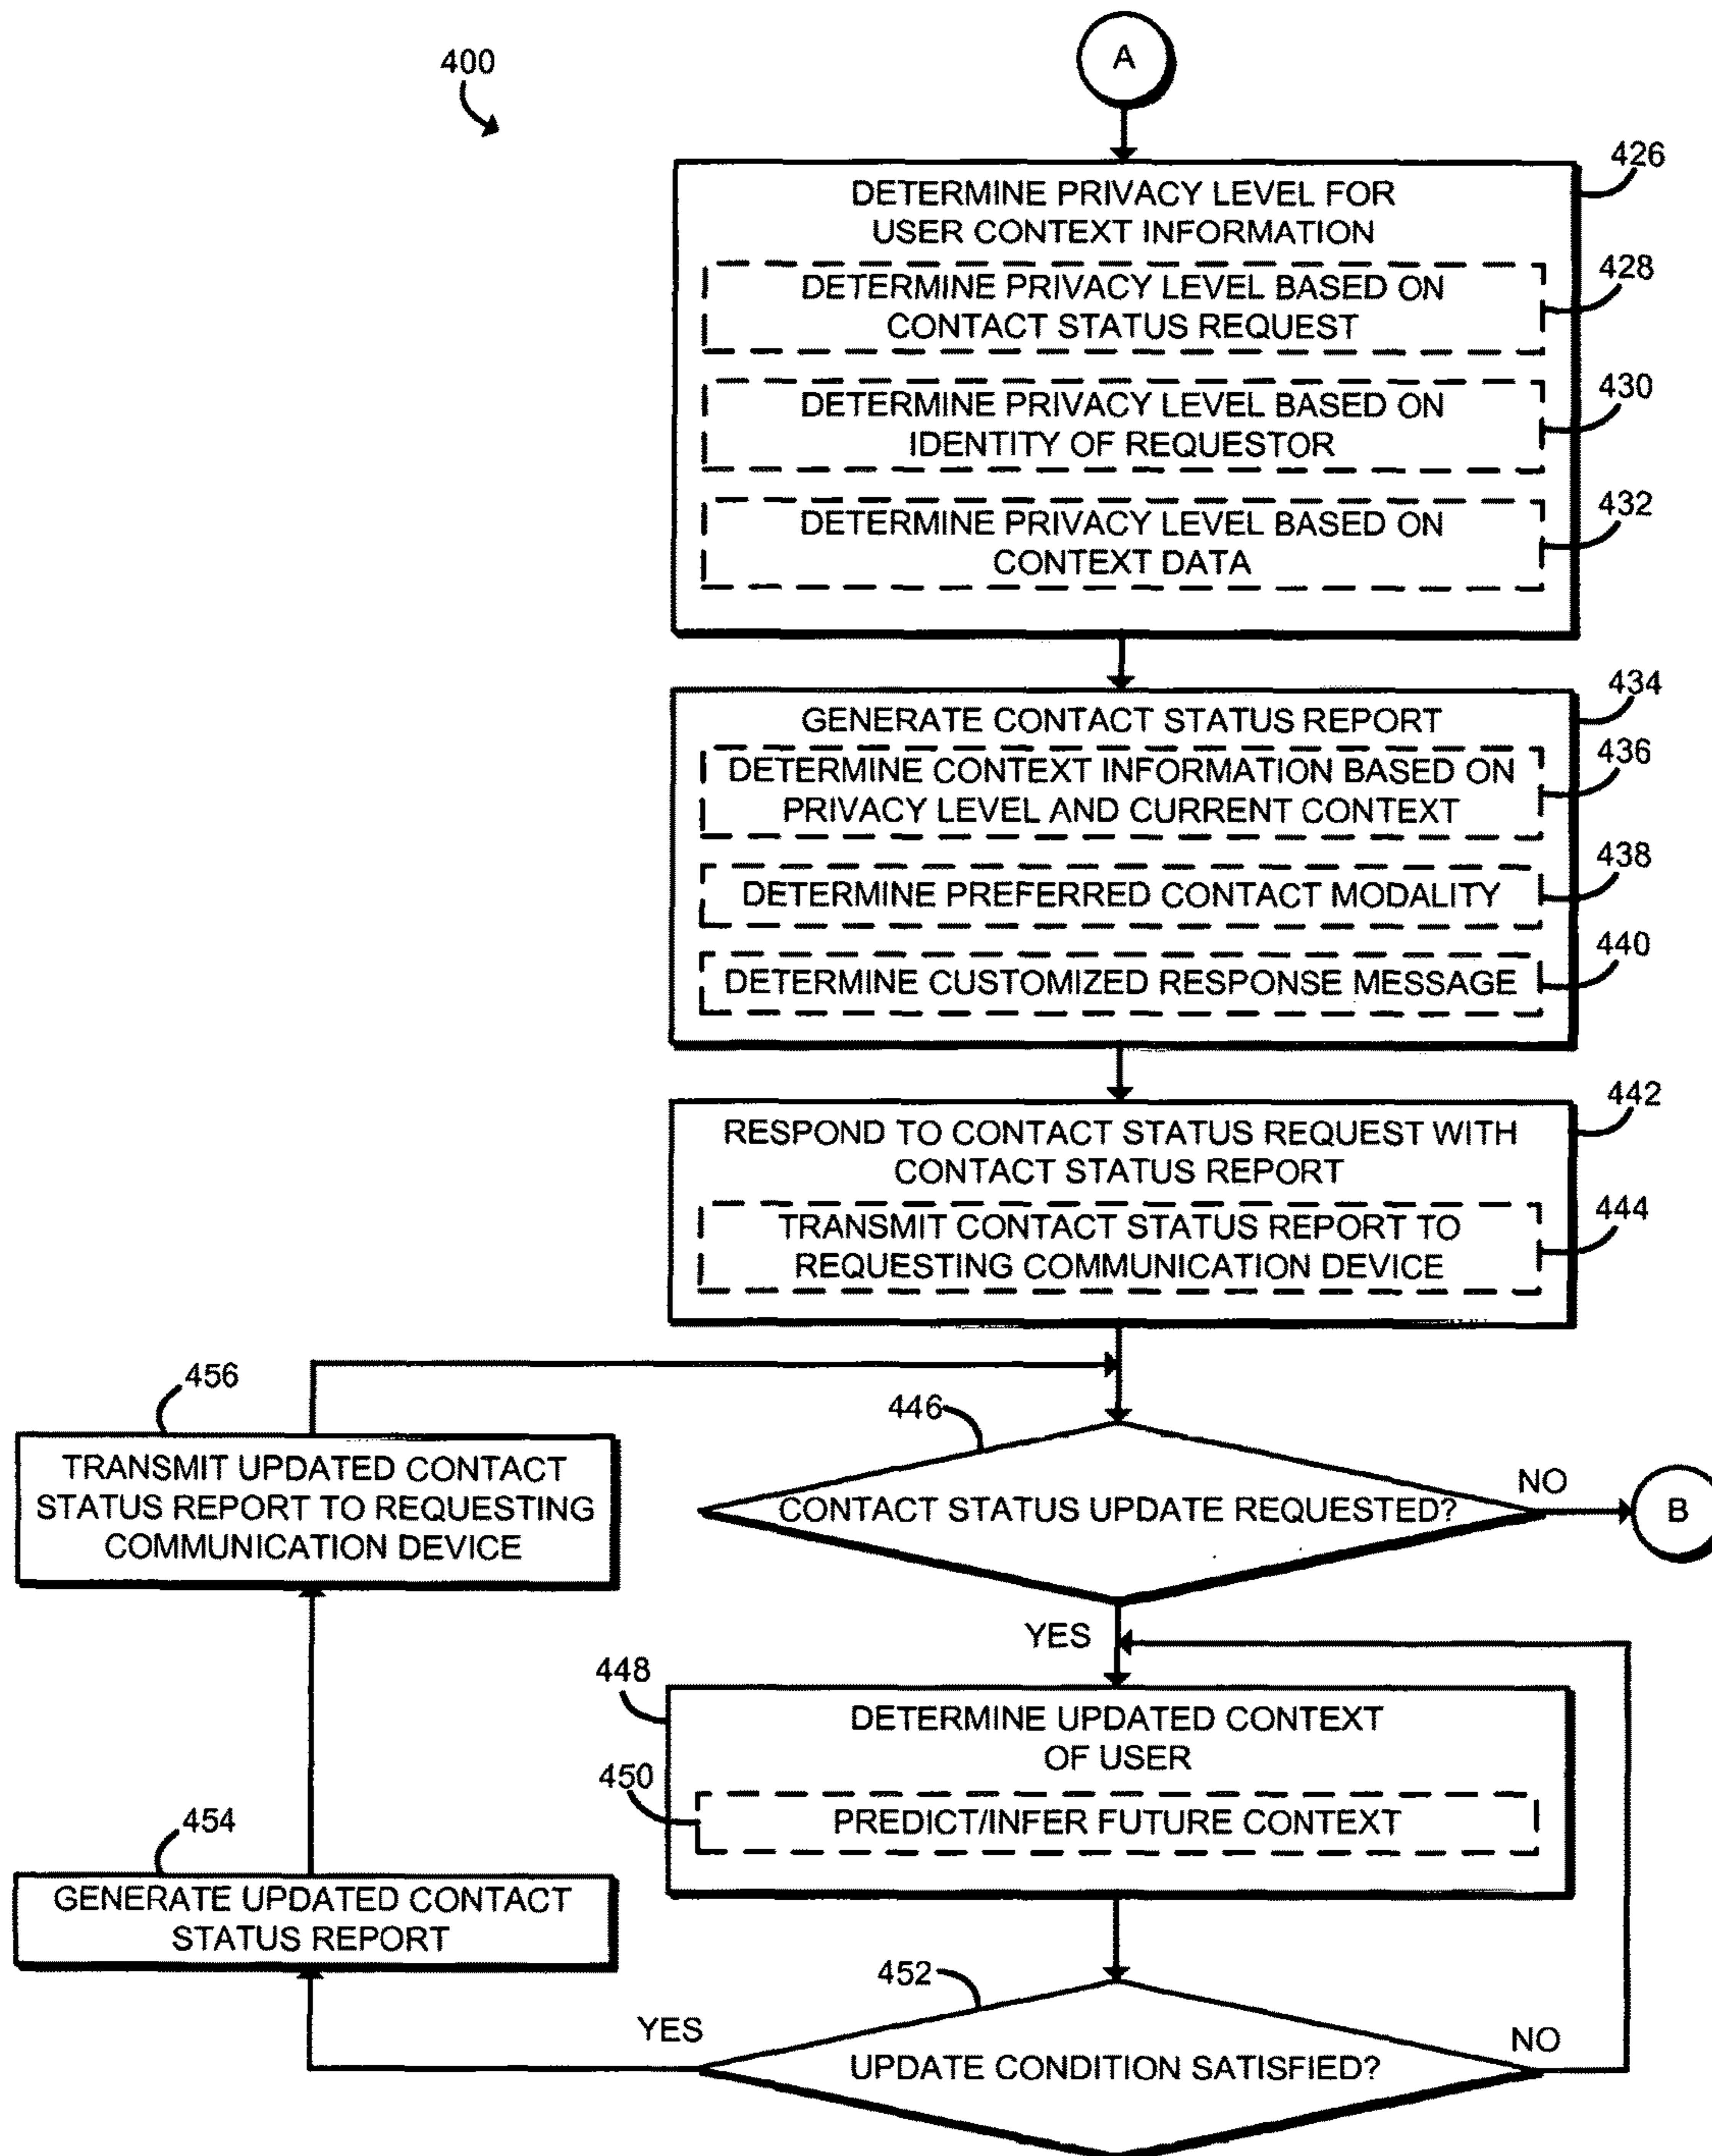 400
A
426
DETERMINE PRIVACY LEVEL FOR
USER CONTEXT INFORMATION
428
DETERMINE PRIVACY LEVEL BASED ON
CONTACT STATUS REQUEST
430
DETERMINE PRIVACY LEVEL BASED ON
IDENTITY OF REQUESTOR
432
DETERMINE PRIVACY LEVEL BASED ON
CONTEXT DATA
434
GENERATE CONTACT STATUS REPORT
436
DETERMINE CONTEXT INFORMATION BASED ON
PRIVACY LEVEL AND CURRENT CONTEXT
438
DETERMINE PREFERRED CONTACT MODALITY
440
DETERMINE CUSTOMIZED RESPONSE MESSAGE
442
RESPOND TO CONTACT STATUS REQUEST WITH
CONTACT STATUS REPORT
444
TRANSMIT CONTACT STATUS REPORT TO
REQUESTING COMMUNICATION DEVICE
446
CONTACT STATUS UPDATE REQUESTED?
NO
B
YES
448
DETERMINE UPDATED CONTEXT
OF USER
450
PREDICT/INFER FUTURE CONTEXT
452
UPDATE CONDITION SATISFIED?
NO
YES
454
GENERATE UPDATED CONTACT
STATUS REPORT
456
TRANSMIT UPDATED CONTACT
STATUS REPORT TO REQUESTING
COMMUNICATION DEVICE